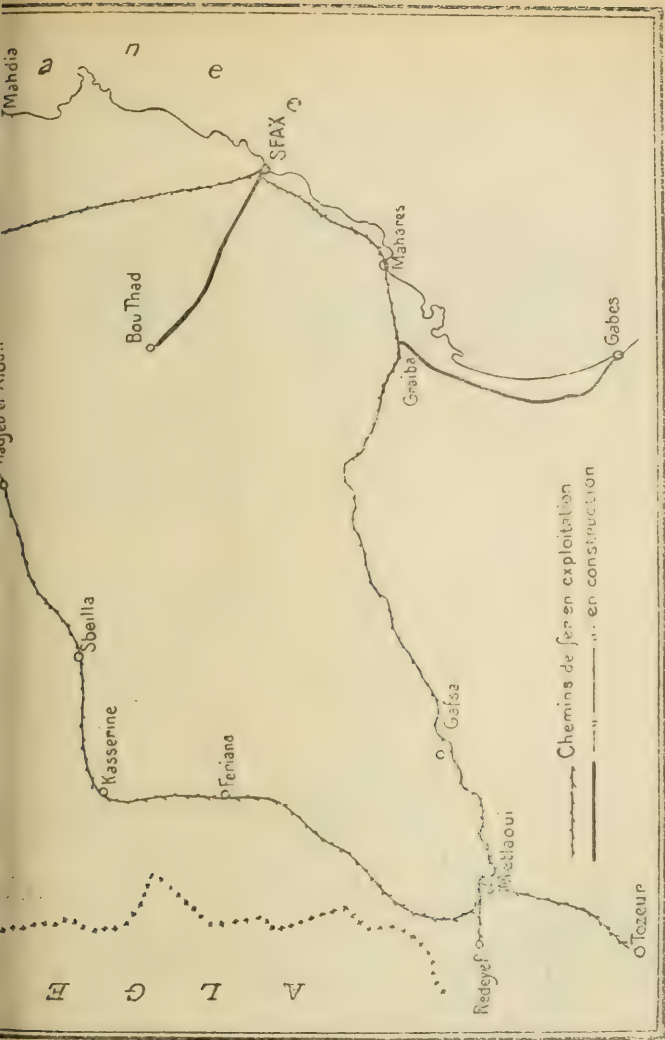 Mahdia
a n e
SFAX
Mahares
Bou Thad
Graiba
Gabes
Sbeilla
Kasserine
Feriana
Gafsa
Metlaoui
Redeyef
Tozeur
A L G E
Chemins de fer en exploitation
_ ,, _ ,, en construction